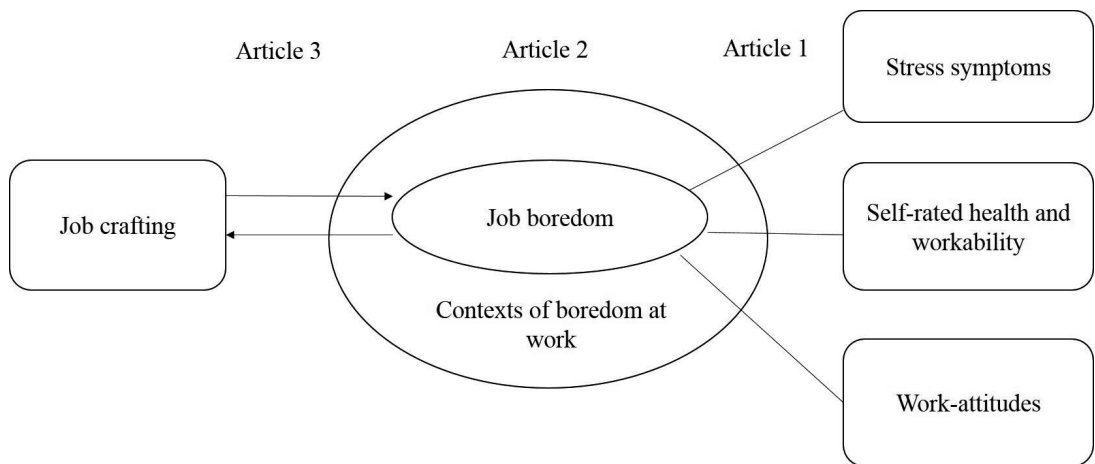 Article 3
Article 2
Article 1
Stress symptoms
Job crafting
Job boredom
Self-rated health and
workability
Contexts of boredom at
work
Work-attitudes